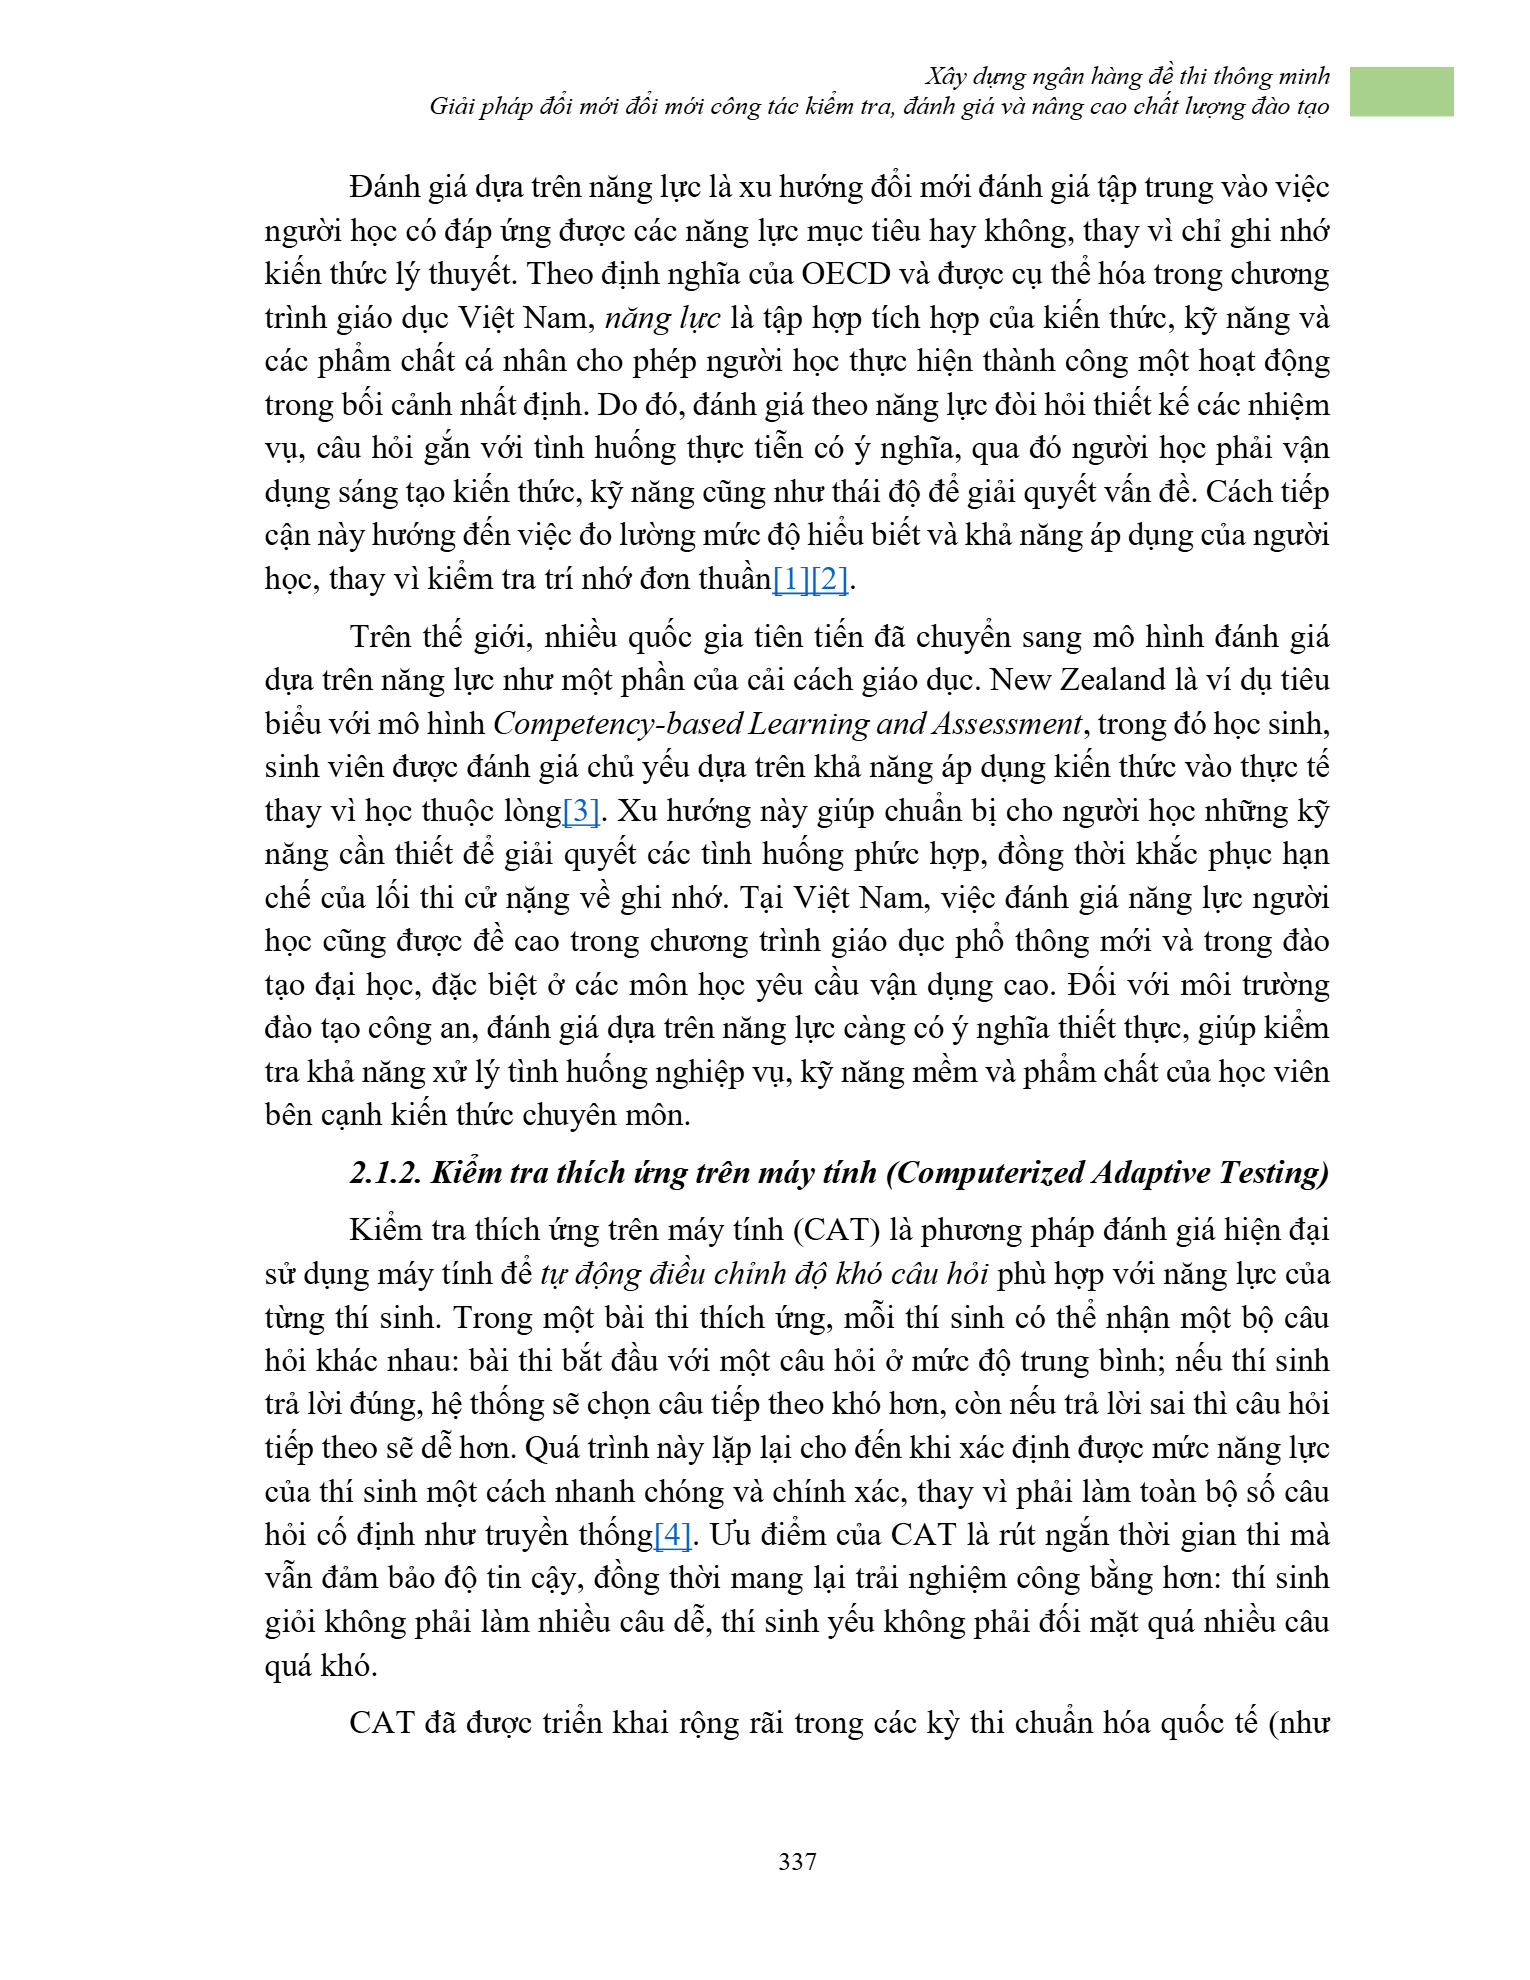 Xây dựng ngân hàng đề thi thông minh
Giải pháp đổi mới đổi mới công tác kiểm tra, đánh giá và nâng cao chất lượng đào tạo
Đánh giá dựa trên năng lực là xu hướng đổi mới đánh giá tập trung vào việc
người học có đáp ứng được các năng lực mục tiêu hay không, thay vì chỉ ghi nhớ
kiến thức lý thuyết. Theo định nghĩa của OECD và được cụ thể hóa trong chương
trình giáo dục Việt Nam, năng lực là tập hợp tích hợp của kiến thức, kỹ năng và
các phẩm chất cá nhân cho phép người học thực hiện thành công một hoạt động
trong bối cảnh nhất định. Do đó, đánh giá theo năng lực đòi hỏi thiết kế các nhiệm
vụ, câu hỏi gắn với tình huống thực tiễn có ý nghĩa, qua đó người học phải vận
dụng sáng tạo kiến thức, kỹ năng cũng như thái độ để giải quyết vấn đề. Cách tiếp
cận này hướng đến việc đo lường mức độ hiểu biết và khả năng áp dụng của người
học, thay vì kiểm tra trí nhớ đơn thuần[1][2].
Trên thế giới, nhiều quốc gia tiên tiến đã chuyển sang mô hình đánh giá
dựa trên năng lực như một phần của cải cách giáo dục. New Zealand là ví dụ tiêu
biểu với mô hình Competency-based Learning and Assessment, trong đó học sinh,
sinh viên được đánh giá chủ yếu dựa trên khả năng áp dụng kiến thức vào thực tế
thay vì học thuộc lòng[3]. Xu hướng này giúp chuẩn bị cho người học những kỹ
năng cần thiết để giải quyết các tình huống phức hợp, đồng thời khắc phục hạn
chế của lối thi cử nặng về ghi nhớ. Tại Việt Nam, việc đánh giá năng lực người
học cũng được đề cao trong chương trình giáo dục phổ thông mới và trong đào
tạo đại học, đặc biệt ở các môn học yêu cầu vận dụng cao. Đối với môi trường
đào tạo công an, đánh giá dựa trên năng lực càng có ý nghĩa thiết thực, giúp kiểm
tra khả năng xử lý tình huống nghiệp vụ, kỹ năng mềm và phẩm chất của học viên
bên cạnh kiến thức chuyên môn.
2.1.2. Kiểm tra thích ứng trên máy tính (Computerized Adaptive Testing)
Kiểm tra thích ứng trên máy tính (CAT) là phương pháp đánh giá hiện đại
sử dụng máy tính để tự động điều chỉnh độ khó câu hỏi phù hợp với năng lực của
từng thí sinh. Trong một bài thi thích ứng, mỗi thí sinh có thể nhận một bộ câu
hỏi khác nhau: bài thi bắt đầu với một câu hỏi ở mức độ trung bình; nếu thí sinh
trả lời đúng, hệ thống sẽ chọn câu tiếp theo khó hơn, còn nếu trả lời sai thì câu hỏi
tiếp theo sẽ dễ hơn. Quá trình này lặp lại cho đến khi xác định được mức năng lực
của thí sinh một cách nhanh chóng và chính xác, thay vì phải làm toàn bộ số câu
hỏi cố định như truyền thống[4]. Ưu điểm của CAT là rút ngắn thời gian thi mà
vẫn đảm bảo độ tin cậy, đồng thời mang lại trải nghiệm công bằng hơn: thí sinh
giỏi không phải làm nhiều câu dễ, thí sinh yếu không phải đối mặt quá nhiều câu
quá khó.
CAT đã được triển khai rộng rãi trong các kỳ thi chuẩn hóa quốc tế (như
337